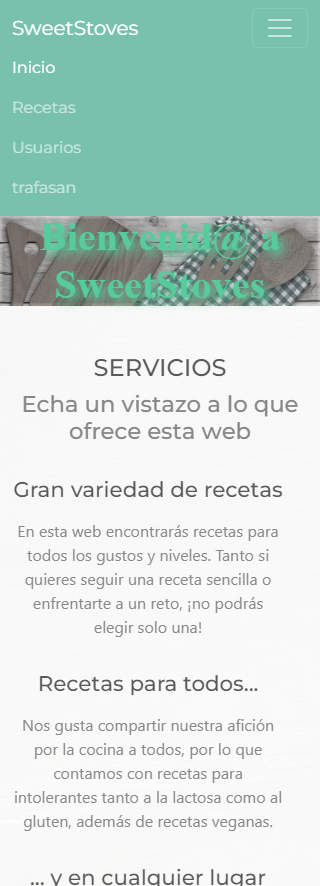 SweetStoves
Inicio
Recetas
Usuarios
trafasan
Bienvenid@ a
SweetStoves
SERVICIOS
Echa un vistazo a lo que
ofrece esta web
Gran variedad de recetas
En esta web encontrarás recetas para
todos los gustos y niveles. Tanto si
quieres seguir una receta sencilla o
enfrentarte a un reto, ¡no podrás
elegir solo una!
Recetas para todos...
Nos gusta compartir nuestra afición
por la cocina a todos, por lo que
contamos con recetas para
intolerantes tanto a la lactosa como al
gluten, además de recetas veganas.
... y en cualquier lugar